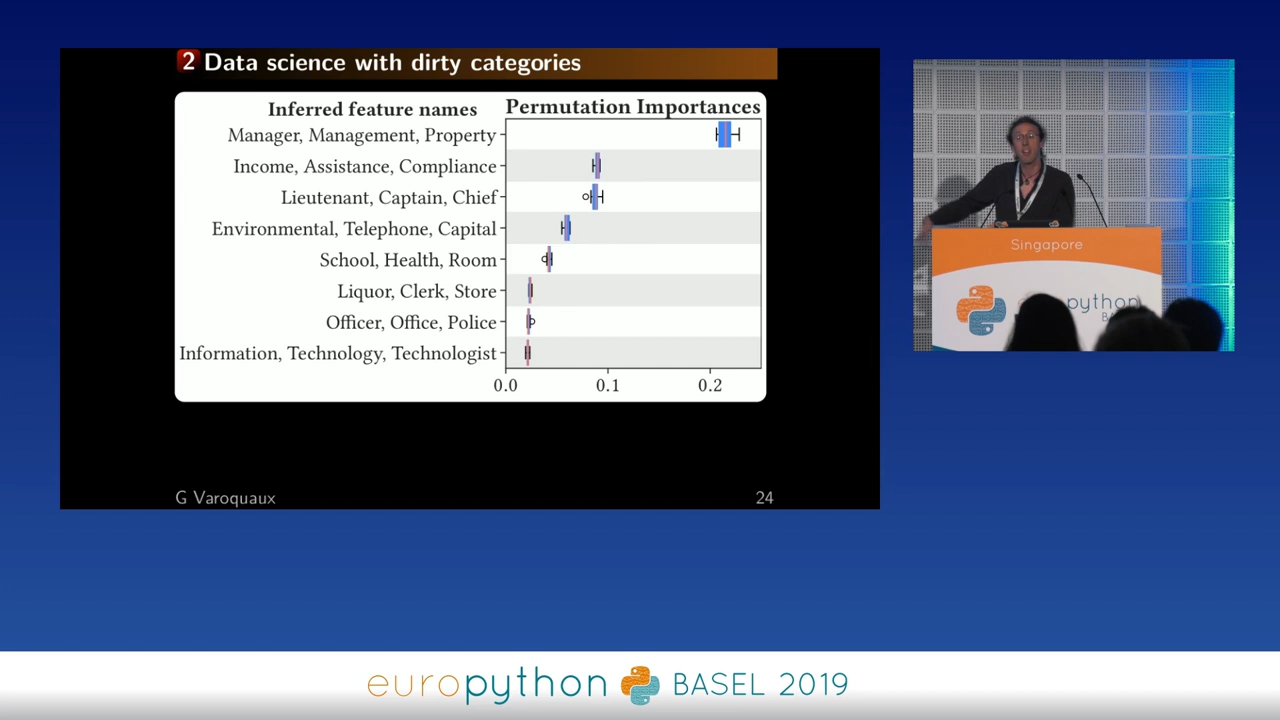 2 Data science with dirty categories
Inferred feature names
Permutation Importances
Manager, Management, Property
Income, Assistance, Compliance
Lieutenant, Captain, Chief
Environmental, Telephone, Capital
School, Health, Room
Liquor, Clerk, Store
Officer, Office, Police
Information, Technology, Technologist
0.0 0.1 0.2
G Varoquaux
24
Singapore
python
BA
europython BASEL 2019